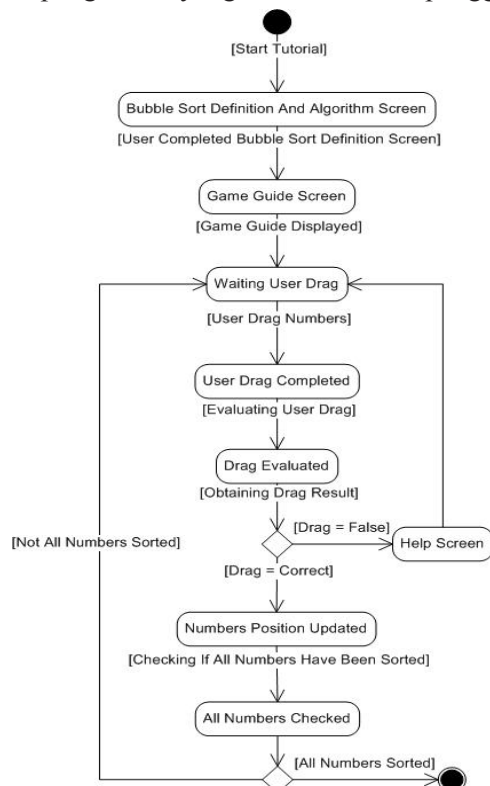 [Start Tutorial]
Bubble Sort Definition And Algorithm Screen
[User Completed Bubble Sort Definition Screen]
Game Guide Screen
[Game Guide Displayed]
Waiting User Drag
[User Drag Numbers]
User Drag Completed
[Evaluating User Drag]
Drag Evaluated
[Obtaining Drag Result]
[Drag = False]
[Not All Numbers Sorted]
Help Screen
[Drag = Correct]
Numbers Position Updated
[Checking If All Numbers Have Been Sorted]
All Numbers Checked
[All Numbers Sorted]